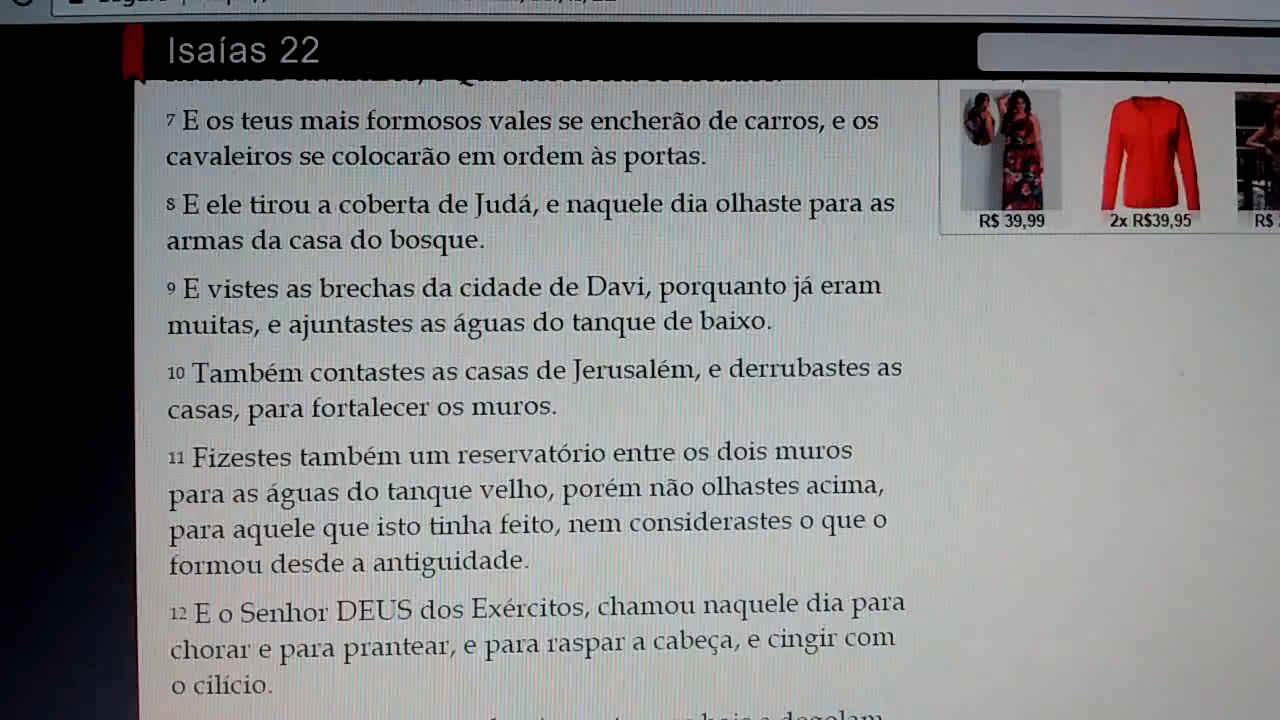 Isaías 22
7 E os teus mais formosos vales se encherão de carros, e os
cavaleiros se colocarão em ordem às portas.
8 E ele tirou a coberta de Judá, e naquele dia olhaste para as
armas da casa do bosque.
9 E vistes as brechas da cidade de Davi, porquanto já eram
muitas, e ajuntastes as águas do tanque de baixo.
10 Também contastes as casas de Jerusalém, e derrubastes as
casas, para fortalecer os muros.
11 Fizestes também um reservatório entre os dois muros
para as águas do tanque velho, porém não olhastes acima,
para aquele que isto tinha feito, nem considerastes o que o
formou desde a antiguidade.
12 E o Senhor DEUS dos Exércitos, chamou naquele dia para
chorar e para prantear, e para raspar a cabeça, e cingir com
o cilício.
R$ 39,99
2x R$39,95
R$